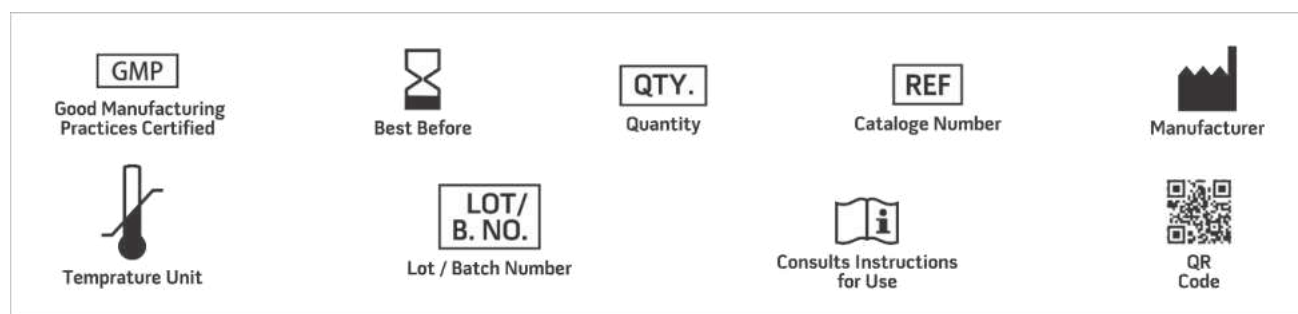 GMP
Good Manufacturing
Practices Certified
Best Before
QTY.
Quantity
REF
Cataloge Number
Manufacturer
Temprature Unit
LOT/
B. NO.
Lot / Batch Number
i
Consults Instructions
for Use
QR
Code